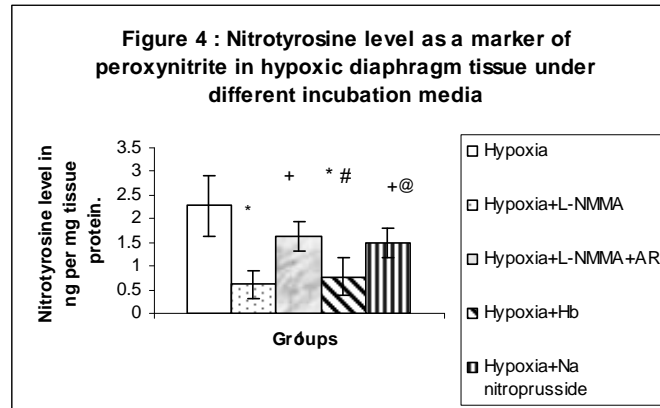 Figure 4 : Nitrotyrosine level as a marker of
peroxynitrite in hypoxic diaphragm tissue under
different incubation media
Nitrotyrosine level in
ng per mg tissue
protein.
3.5
3
2.5
2
1.5
1
0.5
0
*
+
* #
+@
Groups
Hypoxia
Hypoxia+L-NMMA
Hypoxia+L-NMMA+AR
Hypoxia+Hb
Hypoxia+Na
nitroprusside